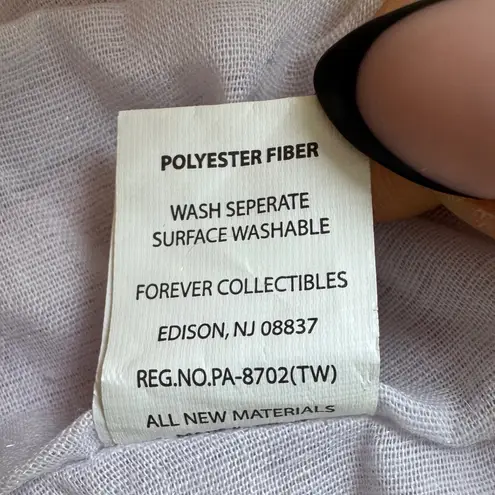 POLYESTER FIBER
WASH SEPERATE
SURFACE WASHABLE
FOREVER COLLECTIBLES
EDISON, NJ 08837
REG.NO.PA-8702(TW)
ALL NEW MATERIALS